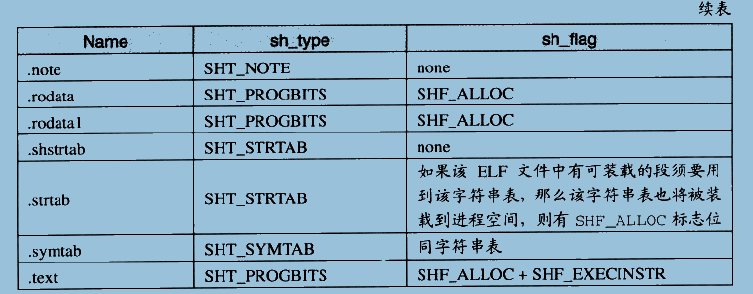 续表
Name sh_type sh_flag
.note SHT_NOTE none
.rodata SHT_PROGBITS SHF_ALLOC
.rodata1 SHT_PROGBITS SHF_ALLOC
.shstrtab SHT_STRTAB none
.strtab SHT_STRTAB 如果该 ELF 文件中有可装载的段须要用
到该字符串表，那么该字符串表也将被装
载到进程空间，则有 SHF_ALLOC 标志位
.symtab SHT_SYMTAB 同字符串表
.text SHT_PROGBITS SHF_ALLOC + SHF_EXECINSTR